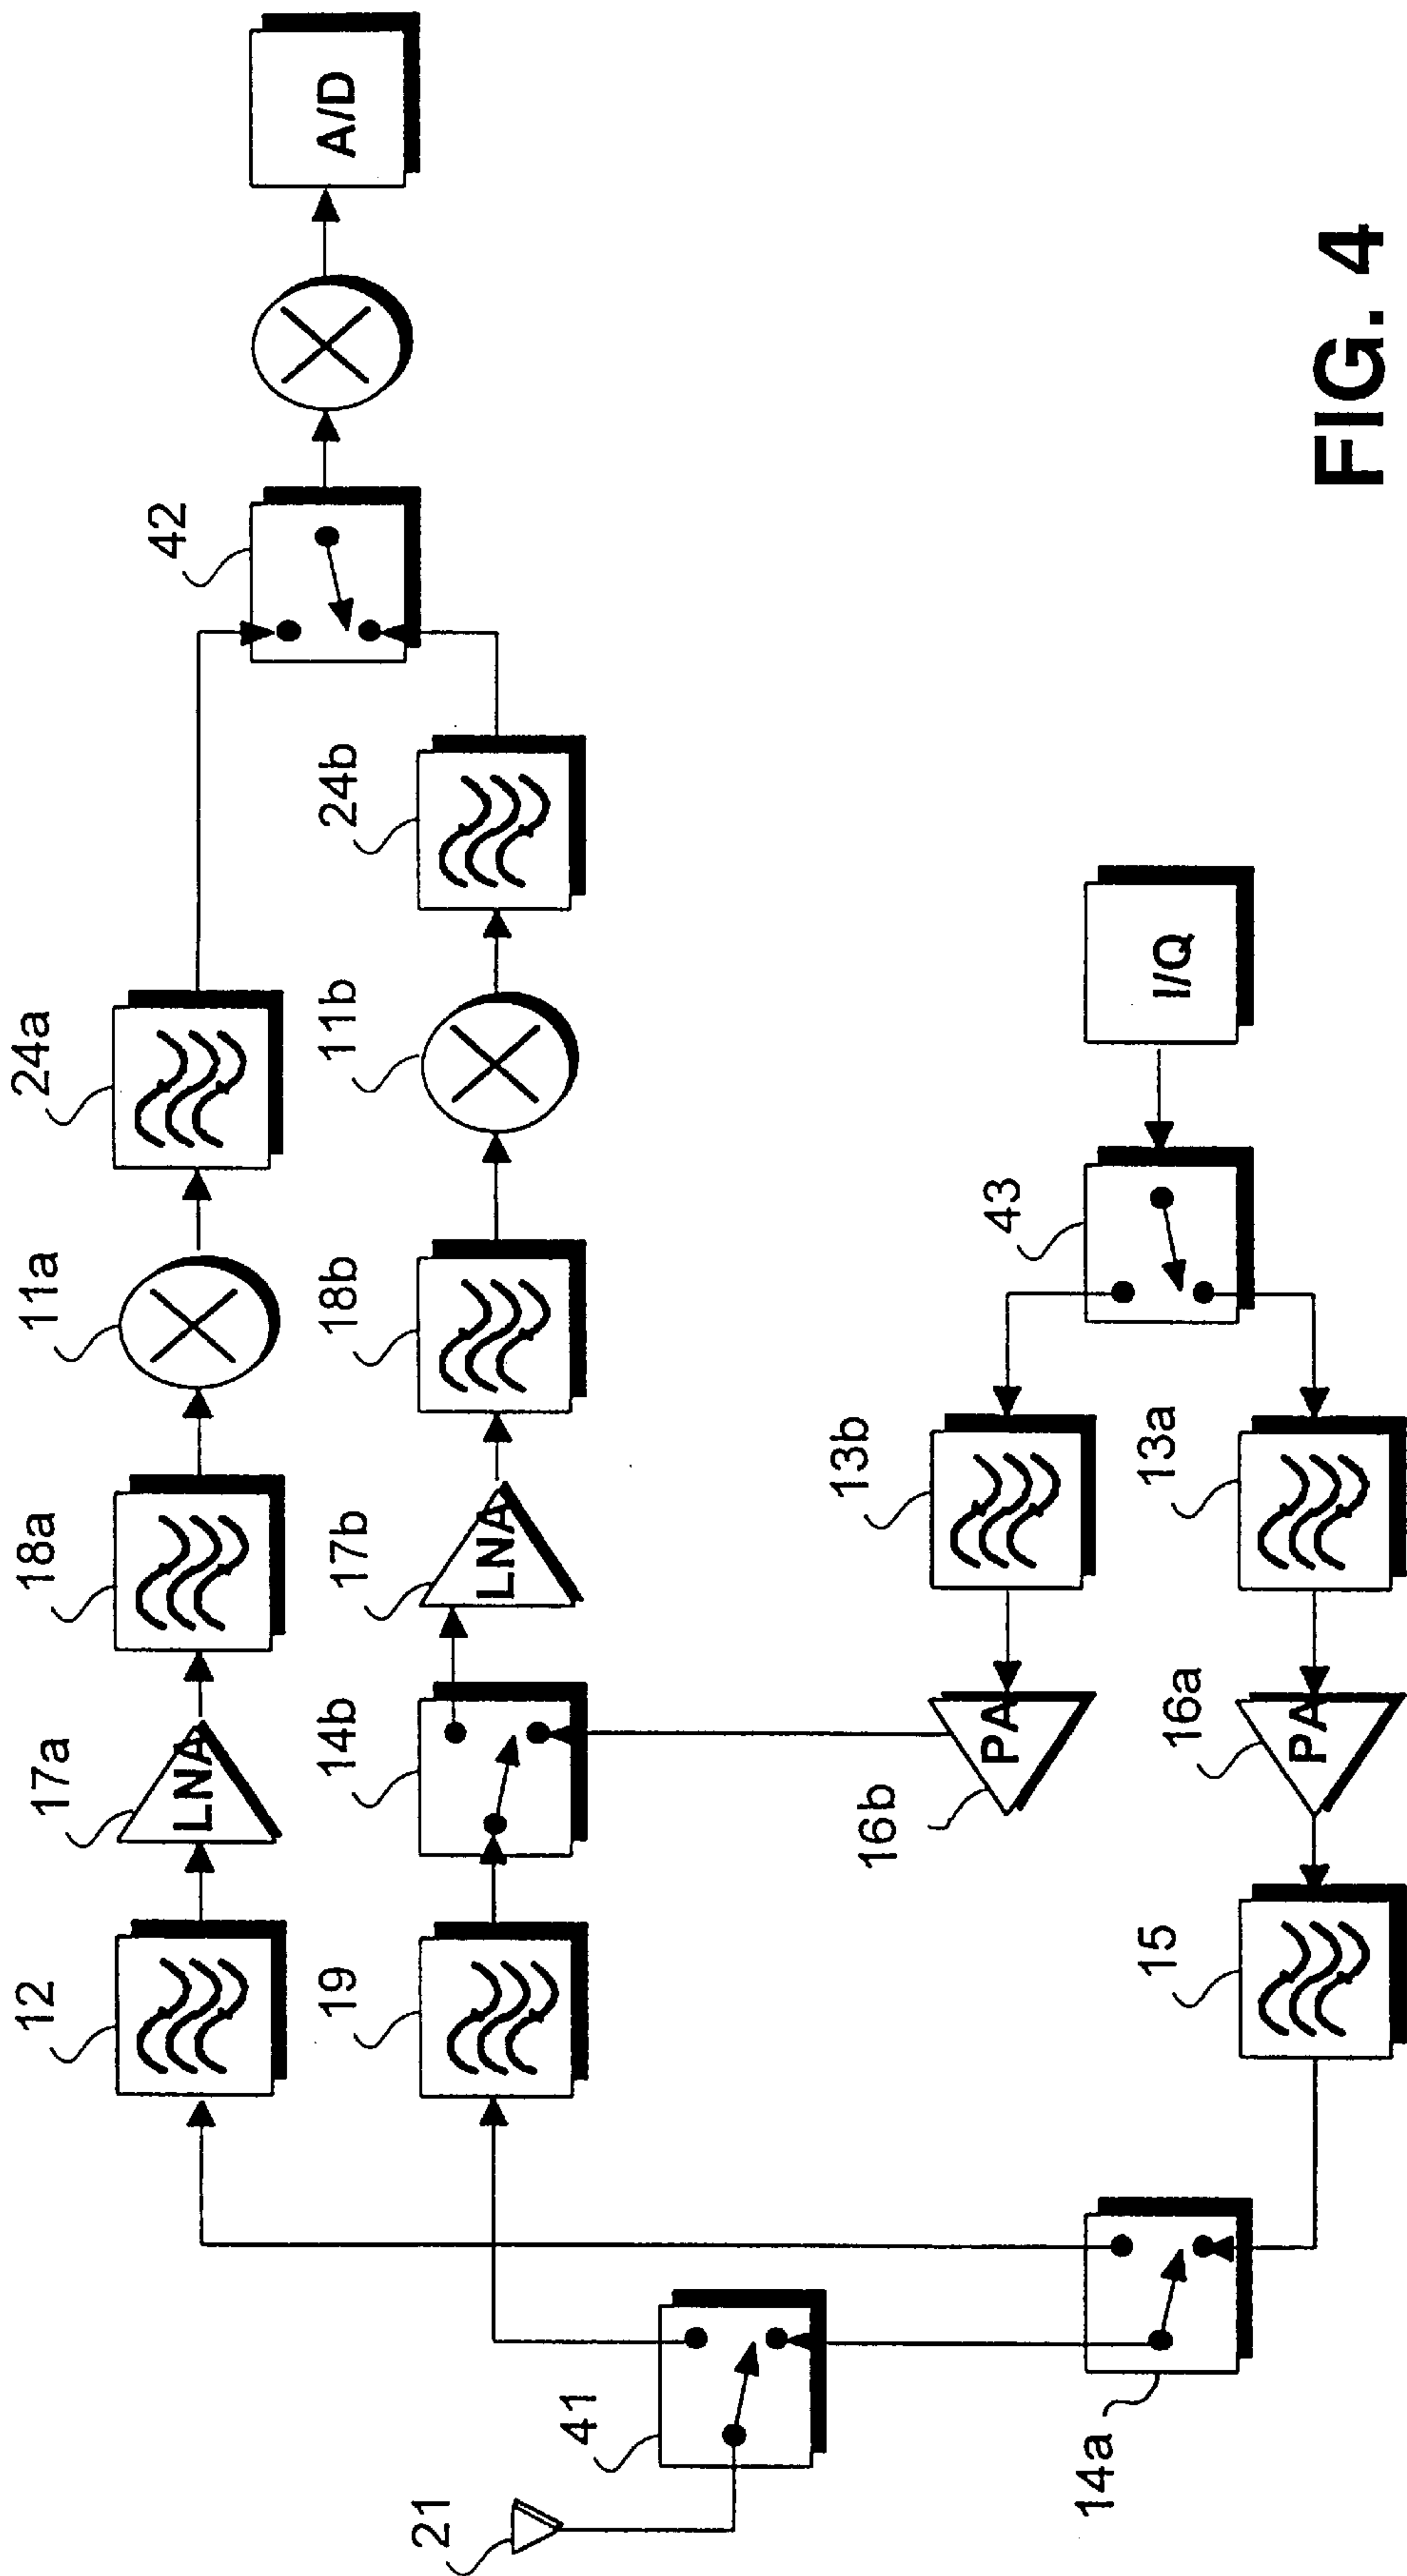 12
17a
LNA
18a
11a
24a
42
A/D
19
14b
17b
LNA
18b
11b
24b
21
41
16b
PA
13b
43
I/Q
14a
15
16a
PA
13a
FIG. 4